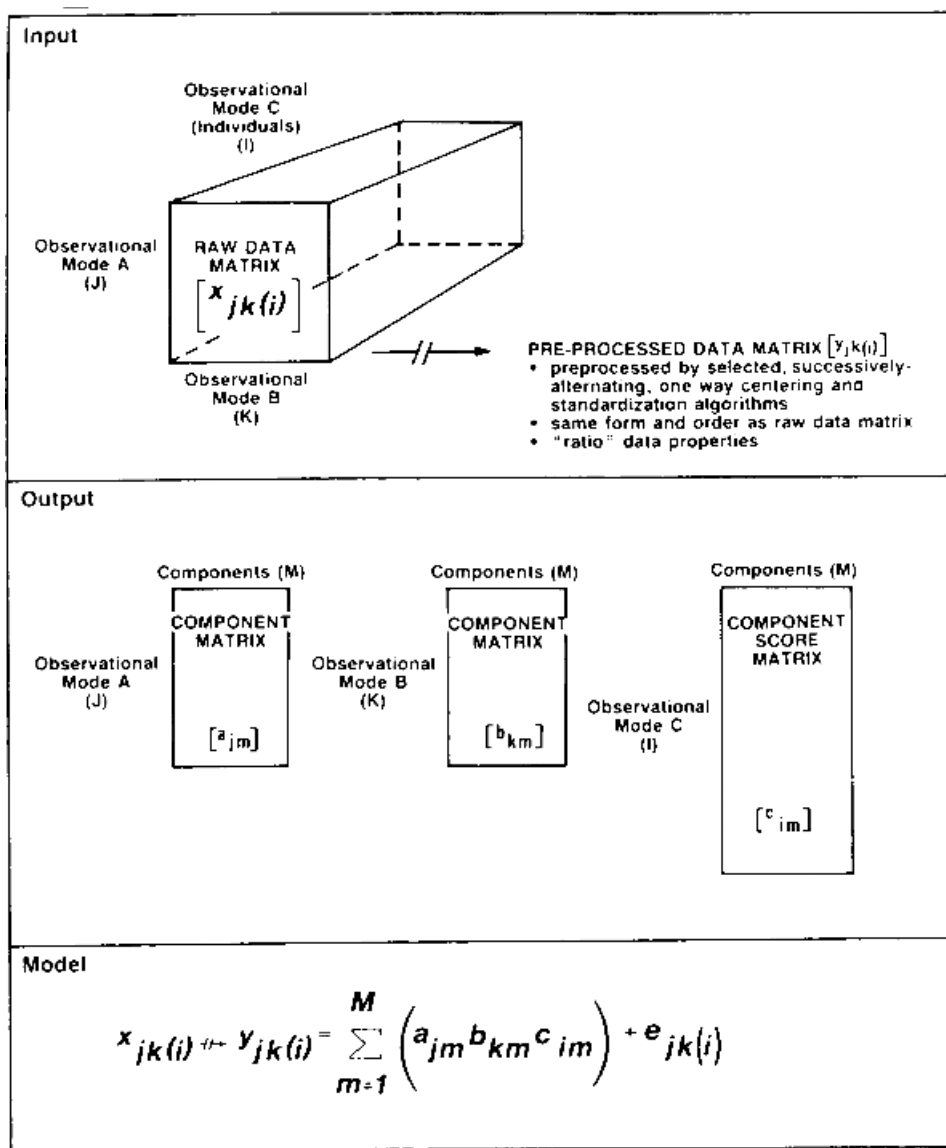 Input
Observational
Mode C
(Individuals)
(I)
Observational
Mode A
(J)
RAW DATA
MATRIX
[x jk(i)]
Observational
Mode B
(K)
PRE-PROCESSED DATA MATRIX [y jk(i)]
• preprocessed by selected, successively-
alternating, one way centering and
standardization algorithms
• same form and order as raw data matrix
• "ratio" data properties
Output
Components (M)
COMPONENT
MATRIX
Observational
Mode A
(J)
[a jm]
Components (M)
COMPONENT
MATRIX
Observational
Mode B
(K)
[b km]
Components (M)
COMPONENT
SCORE
MATRIX
Observational
Mode C
(I)
[c im]
Model
x jk(i) -//→ y jk(i) = M ∑ m=1 (a jm b km c im) + e jk(i)